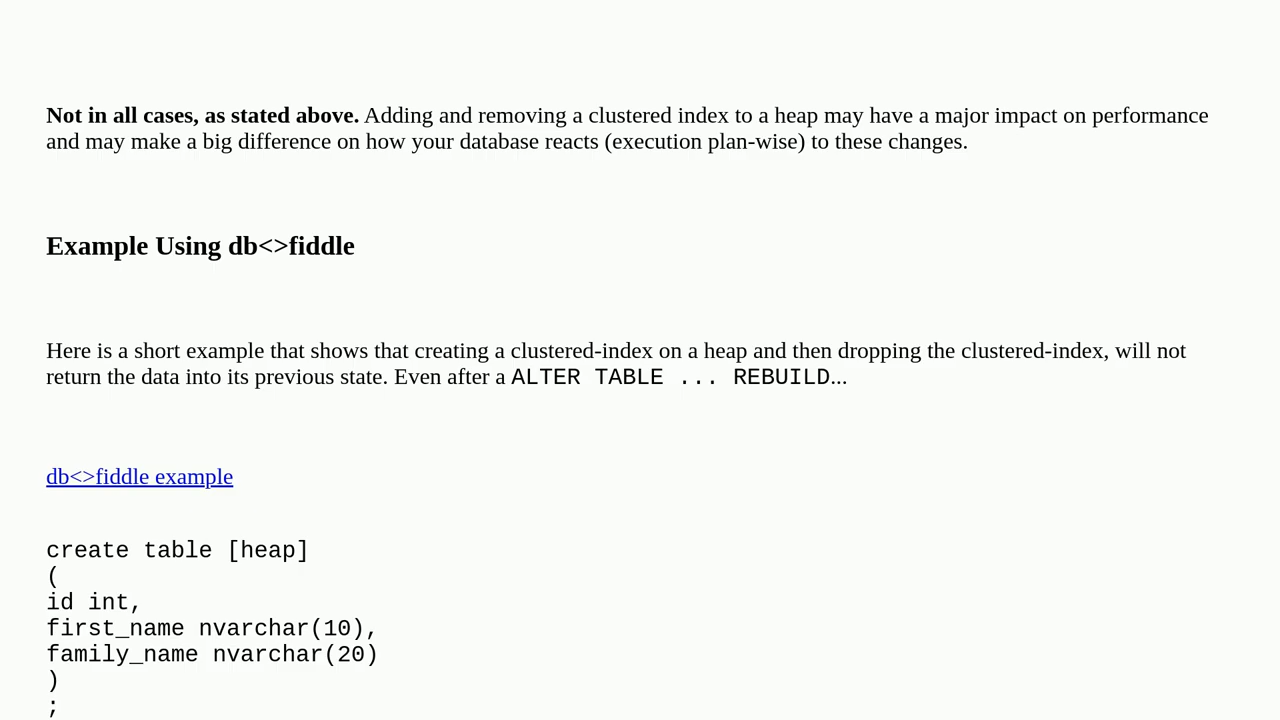 Not in all cases, as stated above. Adding and removing a clustered index to a heap may have a major impact on performance
and may make a big difference on how your database reacts (execution plan-wise) to these changes.
Example Using db<>fiddle
Here is a short example that shows that creating a clustered-index on a heap and then dropping the clustered-index, will not
return the data into its previous state. Even after a ALTER TABLE ... REBUILD...
db<>fiddle example
create table [heap]
(
id int,
first_name nvarchar(10),
family_name nvarchar(20)
)
;